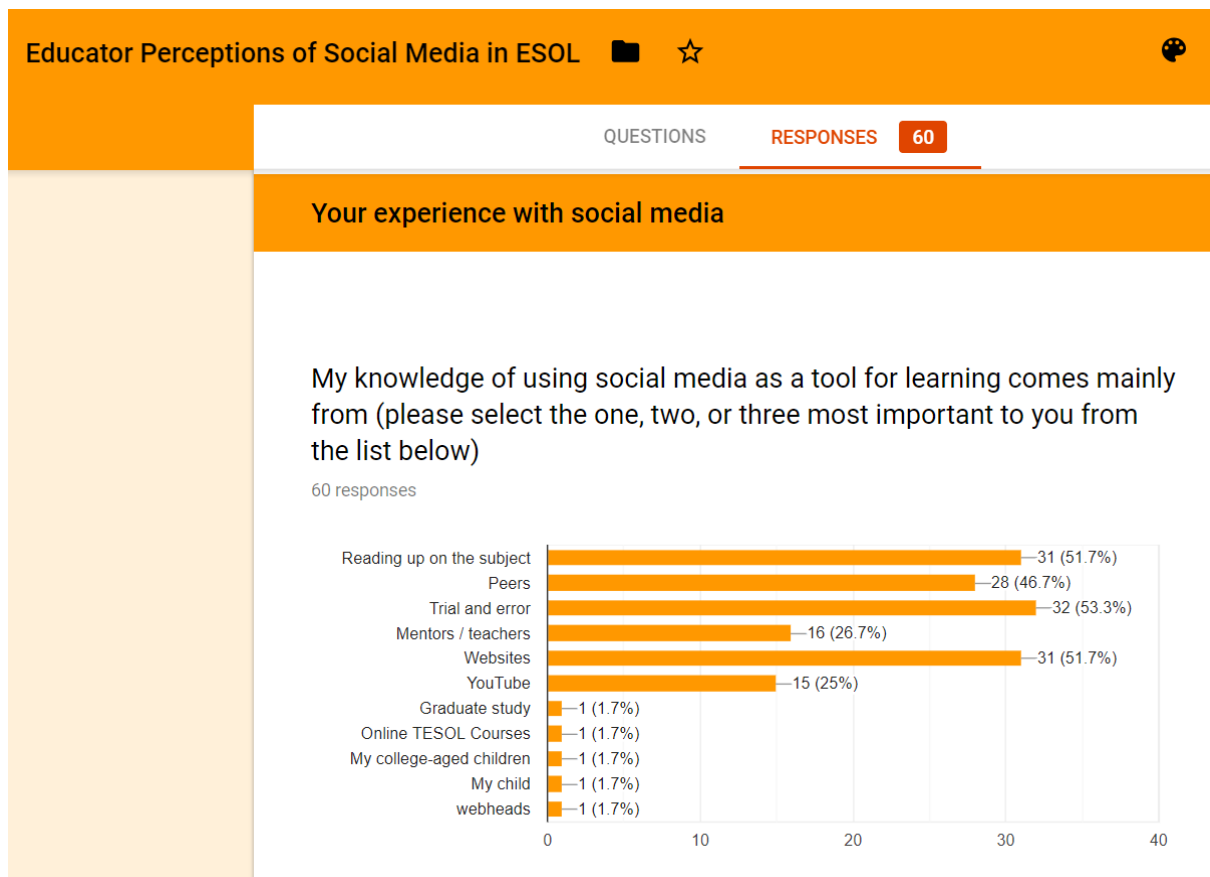 Educator Perceptions of Social Media in ESOL
QUESTIONS RESPONSES 60
Your experience with social media
My knowledge of using social media as a tool for learning comes mainly
from (please select the one, two, or three most important to you from
the list below)
60 responses
Reading up on the subject 31 (51.7%)
Peers 28 (46.7%)
Trial and error 32 (53.3%)
Mentors / teachers 16 (26.7%)
Websites 31 (51.7%)
YouTube 15 (25%)
Graduate study 1 (1.7%)
Online TESOL Courses 1 (1.7%)
My college-aged children 1 (1.7%)
My child 1 (1.7%)
webheads 1 (1.7%)
0 10 20 30 40